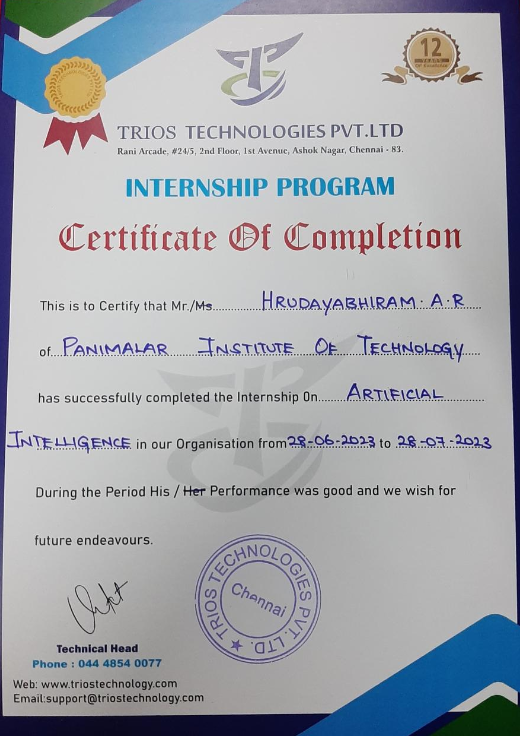 12
YEARS
TRIOS TECHNOLOGIES PVT.LTD
Rani Arcade, #24/5, 2nd Floor, 1st Avenue, Ashok Nagar, Chennai - 83.
INTERNSHIP PROGRAM
Certificate Of Completion
This is to Certify that Mr./Ms. HRUDAYABHIRAM. A.R
of PANIMALAR INSTITUTE OF TECHNOLOGY
has successfully completed the Internship On ARTIFICIAL
INTELLIGENCE in our Organisation from 28-06-2023 to 28-07-2023
During the Period His / Her Performance was good and we wish for
future endeavours.
TRIOS TECHNOLOGIES PVT. LTD. ★
Chennai
Technical Head
Phone : 044 4854 0077
Web: www.triostechnology.com
Email:support@triostechnology.com